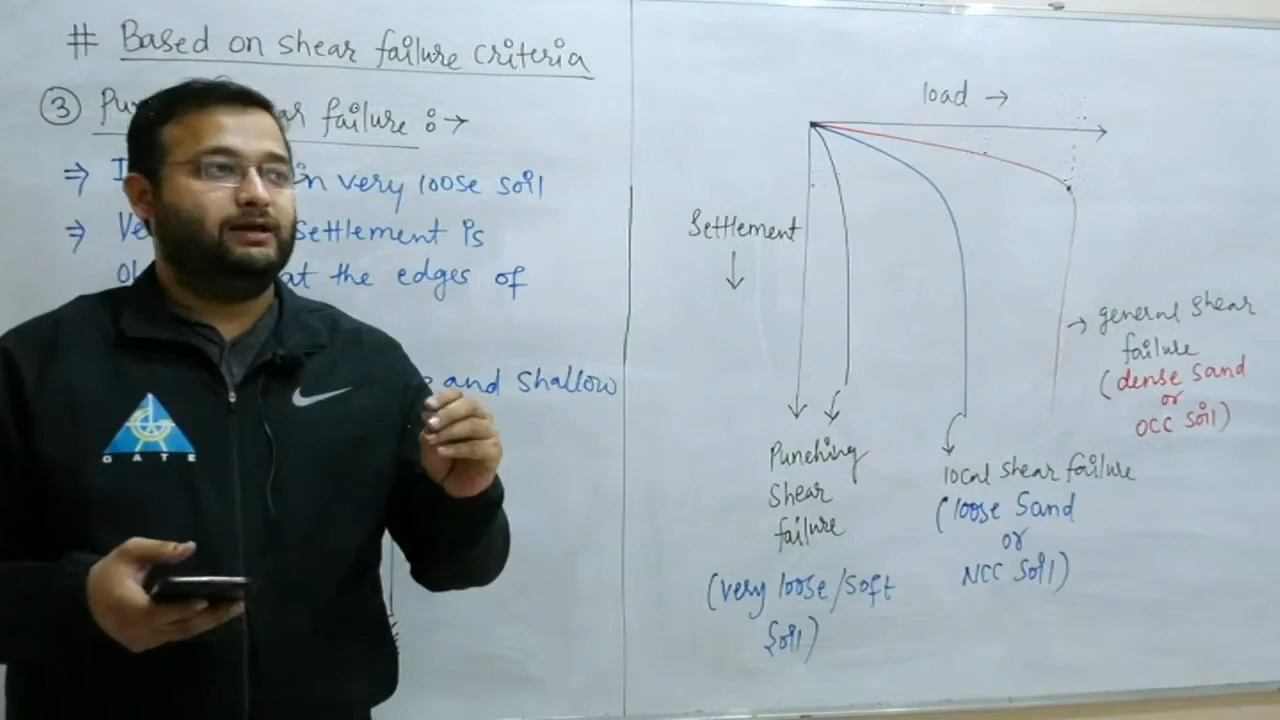 # Based on shear failure criteria
③ failure :→
⇒ in very loose soil
⇒ settlement is
at the edges of
and shallow
GATE
load →
Settlement
↓
→ general shear
failure
(dense sand
or
OCC soil)
Punching
shear
failure
(very loose/soft
soil)
local shear failure
(loose sand
or
NCC soil)